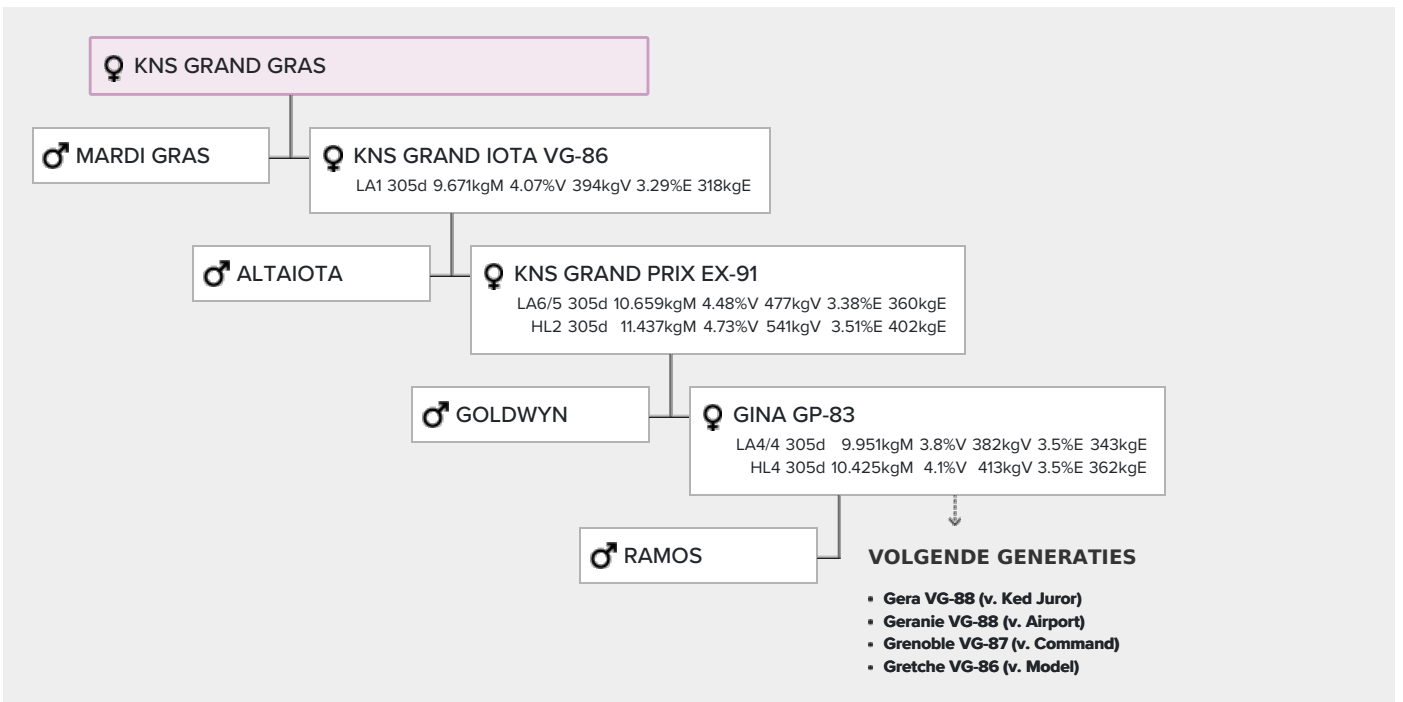 KNS GRAND GRAS
MARDI GRAS
KNS GRAND IOTA VG-86
LA1 305d 9.671kgM 4.07%V 394kgV 3.29%E 318kgE
ALTAIOTA
KNS GRAND PRIX EX-91
LA6/5 305d 10.659kgM 4.48%V 477kgV 3.38%E 360kgE
HL2 305d 11.437kgM 4.73%V 541kgV 3.51%E 402kgE
GOLDWYN
GINA GP-83
LA4/4 305d 9.951kgM 3.8%V 382kgV 3.5%E 343kgE
HL4 305d 10.425kgM 4.1%V 413kgV 3.5%E 362kgE
RAMOS
VOLGENDE GENERATIES
• Gera VG-88 (v. Ked Juror)
• Geranie VG-88 (v. Airport)
• Grenoble VG-87 (v. Command)
• Gretche VG-86 (v. Model)